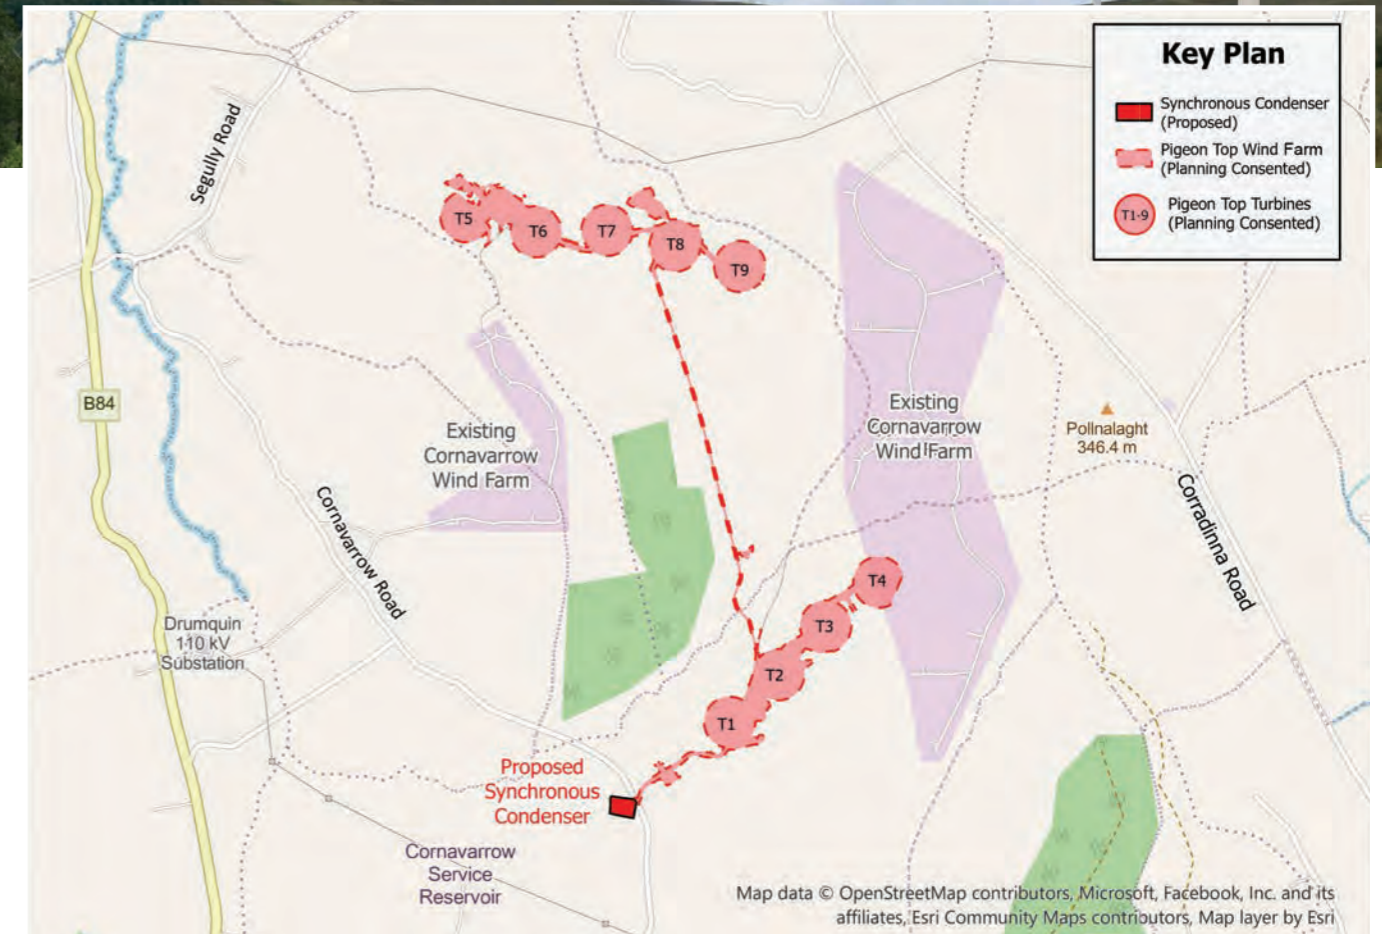 Key Plan
Synchronous Condenser
(Proposed)
Pigeon Top Wind Farm
(Planning Consented)
T1-9
Pigeon Top Turbines
(Planning Consented)
Segully Road
T5
T6
T7
T8
T9
B84
Existing
Cornavarrow
Wind Farm
Existing
Cornavarrow
Wind Farm
Pollnalaght
346.4 m
Corradinna Road
Cornavarrow Road
T4
T3
T2
T1
Drumquin
110 kV
Substation
Proposed
Synchronous
Condenser
Cornavarrow
Service
Reservoir
Map data © OpenStreetMap contributors, Microsoft, Facebook, Inc. and its
affiliates, Esri Community Maps contributors, Map layer by Esri